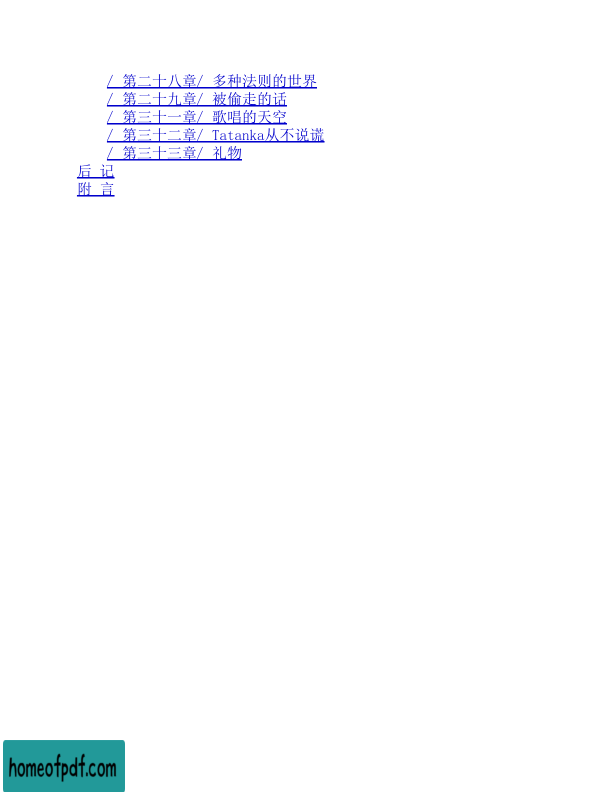 / 第二十八章/ 多种法则的世界
/ 第二十九章/ 被偷走的话
/ 第三十一章/ 歌唱的天空
/ 第三十二章/ Tatanka从不说谎
/ 第三十三章/ 礼物
后 记
附 言
homeofpdf.com